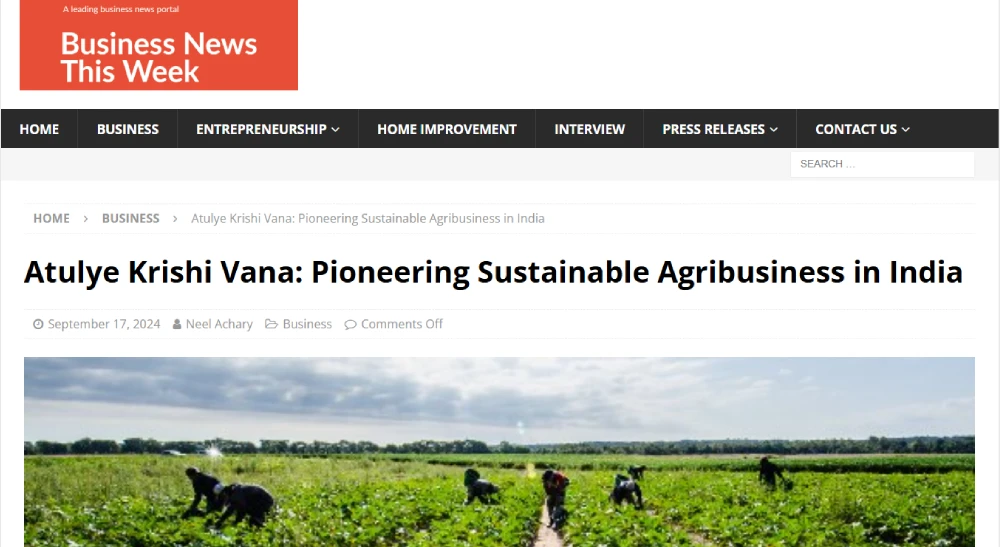 A leading business news portal
Business News
This Week
HOME BUSINESS ENTREPRENEURSHIP HOME IMPROVEMENT INTERVIEW PRESS RELEASES CONTACT US
SEARCH …
HOME › BUSINESS › Atulye Krishi Vana: Pioneering Sustainable Agribusiness in India
Atulye Krishi Vana: Pioneering Sustainable Agribusiness in India
September 17, 2024 Neel Achary Business Comments Off